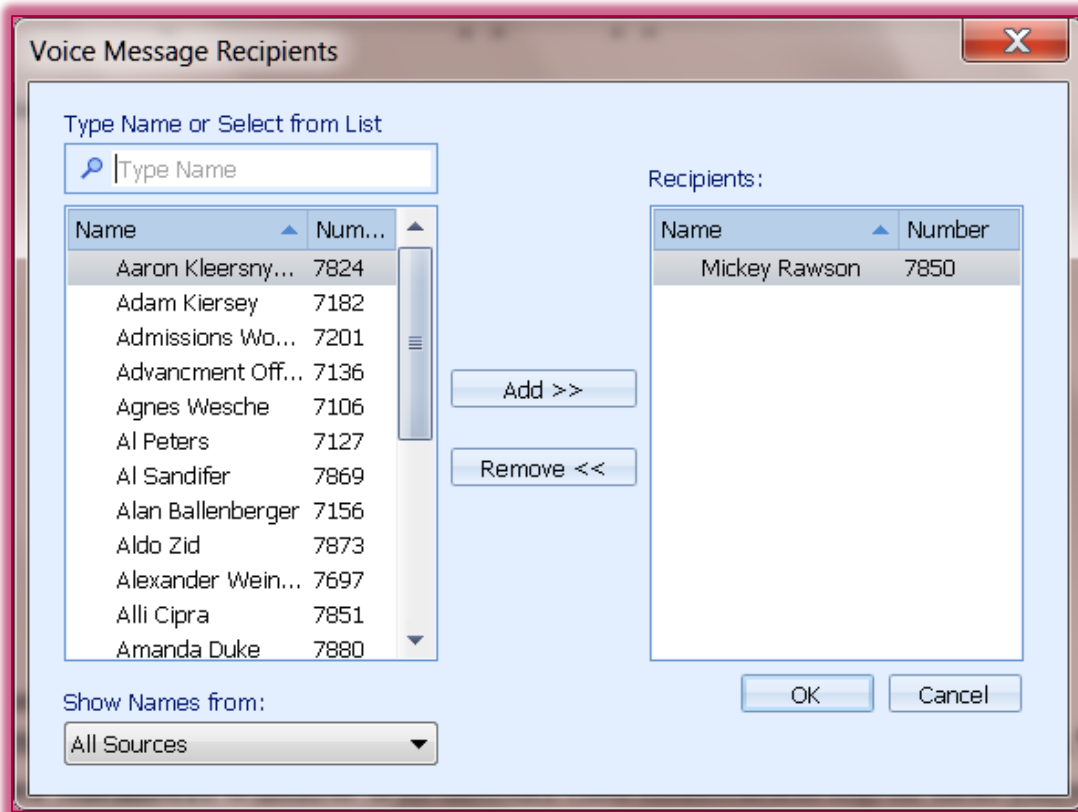 Voice Message Recipients
Type Name or Select from List
Type Name
Name Num...
Aaron Kleersny... 7824
Adam Kiersey 7182
Admissions Wo... 7201
Advancment Off... 7136
Agnes Wesche 7106
Al Peters 7127
Al Sandifer 7869
Alan Ballenberger 7156
Aldo Zid 7873
Alexander Wein... 7697
Alli Cipra 7851
Amanda Duke 7880
Show Names from:
All Sources
Add >>
Remove <<
Recipients:
Name Number
Mickey Rawson 7850
OK Cancel